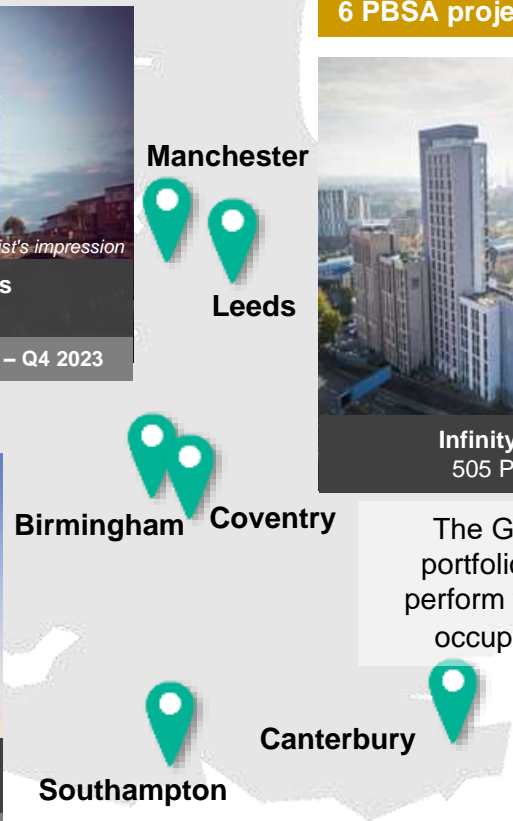 6 PBSA proje
Manchester
ist's impression
s
Leeds
– Q4 2023
Infinity
505 P
Birmingham
Coventry
The G
portfolio
perform
occup
Canterbury
Southampton